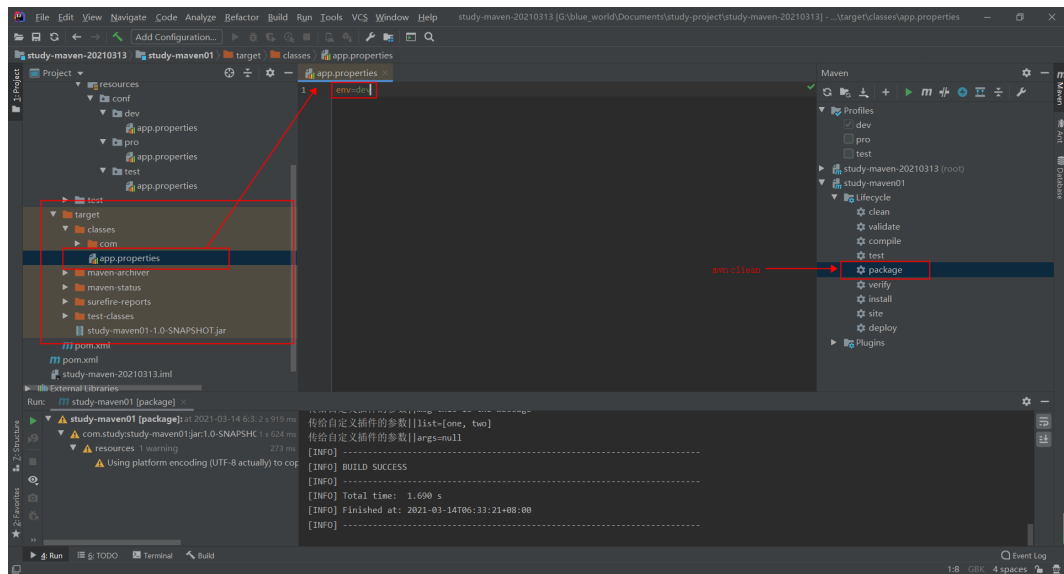 File Edit View Navigate Code Analyze Refactor Build Run Tools VCS Window Help study-maven-20210313 [G:\blue_world\Documents\study-project\study-maven-20210313] - ...\target\classes\app.properties
Add Configuration...
study-maven-20210313 study-maven01 target classes app.properties
1: Project
Project
app.properties
Maven
resources
conf
dev
app.properties
pro
app.properties
test
app.properties
test
target
classes
com
app.properties
maven-archiver
maven-status
surefire-reports
test-classes
study-maven01-1.0-SNAPSHOT.jar
pom.xml
pom.xml
study-maven-20210313.iml
External Libraries
1 env=dev
mvn clean
Profiles
dev
pro
test
study-maven-20210313 (root)
study-maven01
Lifecycle
clean
validate
compile
test
package
verify
install
site
deploy
Plugins
Maven
Ant
Database
Run: study-maven01 [package]
study-maven01 [package]: at 2021-03-14 6:3: 2 s 919 ms
com.study:study-maven01:jar:1.0-SNAPSHC 1 s 624 ms
resources 1 warning 273 ms
Using platform encoding (UTF-8 actually) to cop
传给自定义插件的参数||list=[one, two]
传给自定义插件的参数||args=null
[INFO] ------------------------------------------------------------------------
[INFO] BUILD SUCCESS
[INFO] ------------------------------------------------------------------------
[INFO] Total time:  1.690 s
[INFO] Finished at: 2021-03-14T06:33:21+08:00
[INFO] ------------------------------------------------------------------------
Z: Structure
2: Favorites
4: Run 6: TODO Terminal Build Event Log
1:8 GBK 4 spaces